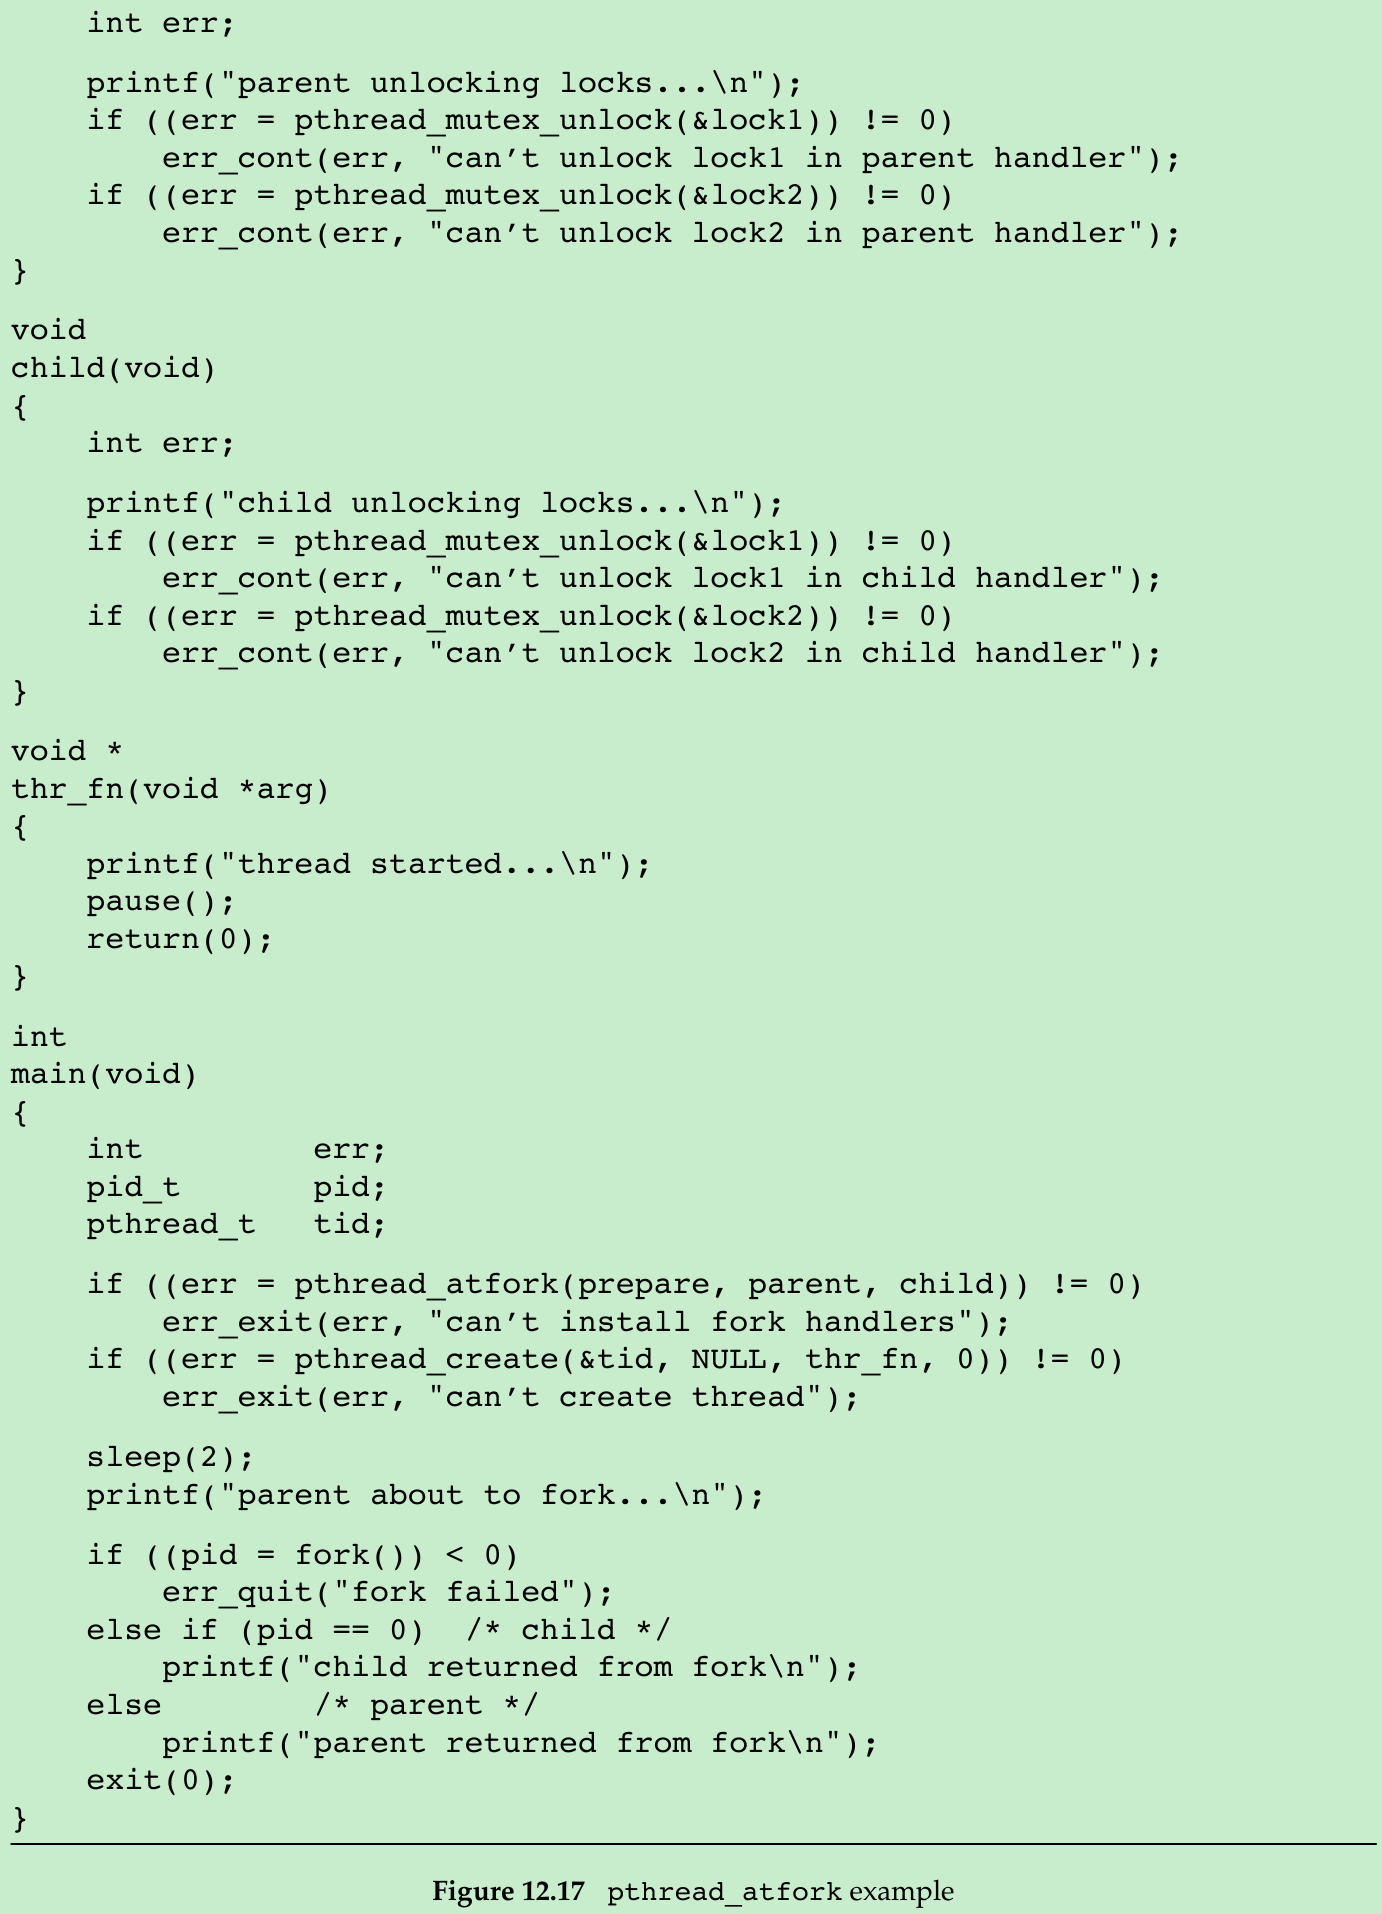 int err;

    printf("parent unlocking locks...\n");
    if ((err = pthread_mutex_unlock(&lock1)) != 0)
        err_cont(err, "can’t unlock lock1 in parent handler");
    if ((err = pthread_mutex_unlock(&lock2)) != 0)
        err_cont(err, "can’t unlock lock2 in parent handler");
}

void
child(void)
{
    int err;

    printf("child unlocking locks...\n");
    if ((err = pthread_mutex_unlock(&lock1)) != 0)
        err_cont(err, "can’t unlock lock1 in child handler");
    if ((err = pthread_mutex_unlock(&lock2)) != 0)
        err_cont(err, "can’t unlock lock2 in child handler");
}

void *
thr_fn(void *arg)
{
    printf("thread started...\n");
    pause();
    return(0);
}

int
main(void)
{
    int         err;
    pid_t       pid;
    pthread_t   tid;

    if ((err = pthread_atfork(prepare, parent, child)) != 0)
        err_exit(err, "can’t install fork handlers");
    if ((err = pthread_create(&tid, NULL, thr_fn, 0)) != 0)
        err_exit(err, "can’t create thread");

    sleep(2);
    printf("parent about to fork...\n");

    if ((pid = fork()) < 0)
        err_quit("fork failed");
    else if (pid == 0)  /* child */
        printf("child returned from fork\n");
    else        /* parent */
        printf("parent returned from fork\n");
    exit(0);
}
Figure 12.17 pthread_atfork example